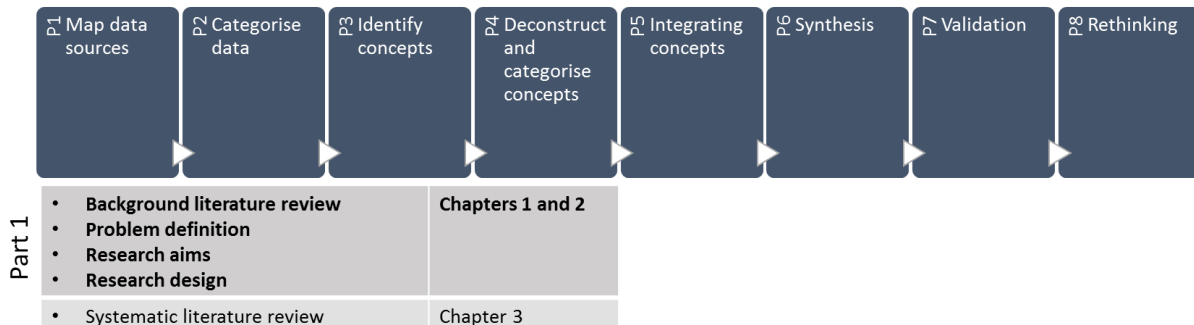 P1 Map data
sources
P2 Categorise
data
P3 Identify
concepts
P4 Deconstruct
and
categorise
concepts
P5 Integrating
concepts
P6 Synthesis
P7 Validation
P8 Rethinking
Part 1
• Background literature review
• Problem definition
• Research aims
• Research design
Chapters 1 and 2
• Systematic literature review
Chapter 3